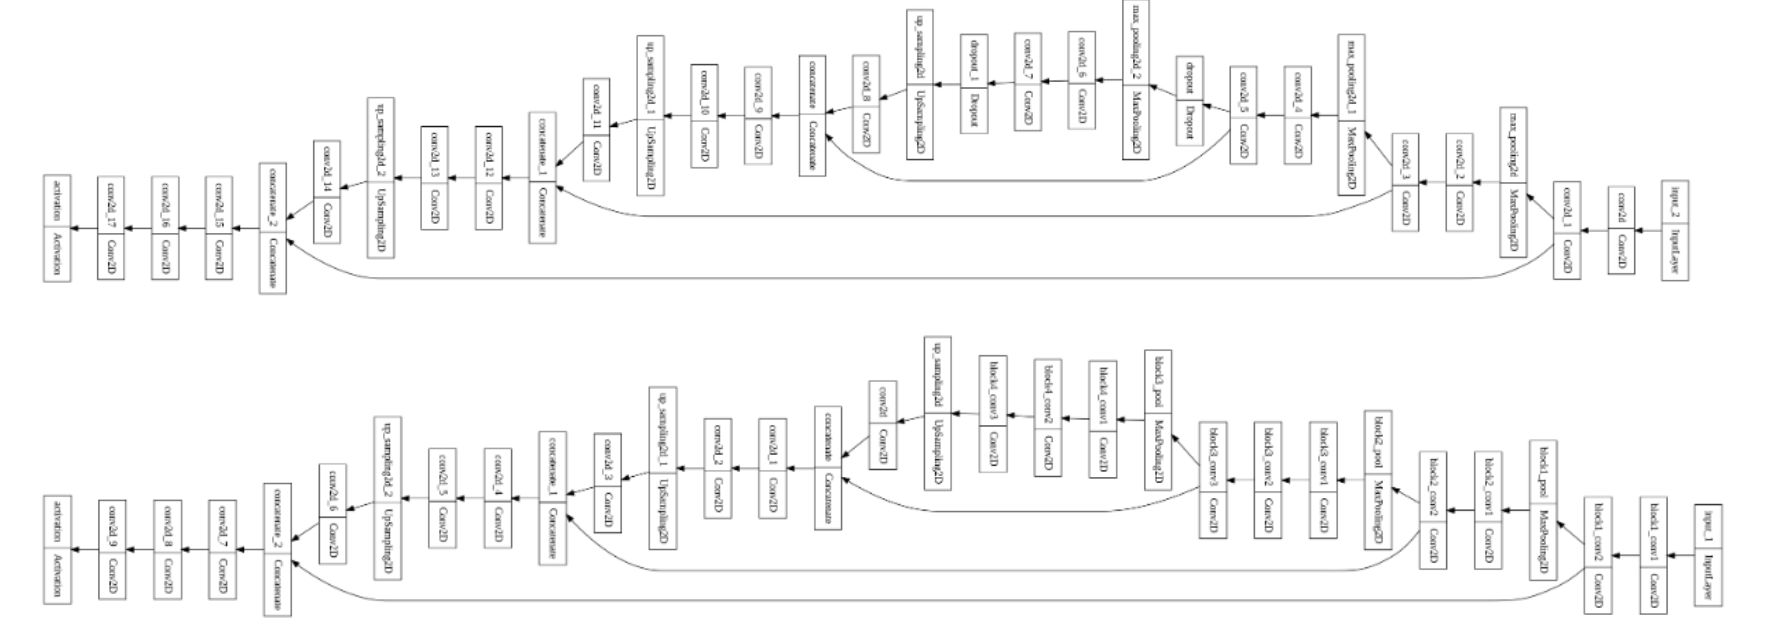 input_2 InputLayer
conv2d Conv2D
conv2d_1 Conv2D
max_pooling2d MaxPooling2D
conv2d_2 Conv2D
conv2d_3 Conv2D
max_pooling2d_1 MaxPooling2D
conv2d_4 Conv2D
conv2d_5 Conv2D
dropout Dropout
max_pooling2d_2 MaxPooling2D
conv2d_6 Conv2D
conv2d_7 Conv2D
dropout_1 Dropout
up_sampling2d UpSampling2D
conv2d_8 Conv2D
concatenate Concatenate
conv2d_9 Conv2D
conv2d_10 Conv2D
up_sampling2d_1 UpSampling2D
conv2d_11 Conv2D
concatenate_1 Concatenate
conv2d_12 Conv2D
conv2d_13 Conv2D
up_sampling2d_2 UpSampling2D
conv2d_14 Conv2D
concatenate_2 Concatenate
conv2d_15 Conv2D
conv2d_16 Conv2D
conv2d_17 Conv2D
activation Activation
input_1 InputLayer
block1_conv1 Conv2D
block1_conv2 Conv2D
block1_pool MaxPooling2D
block2_conv1 Conv2D
block2_conv2 Conv2D
block2_pool MaxPooling2D
block3_conv1 Conv2D
block3_conv2 Conv2D
block3_conv3 Conv2D
block3_pool MaxPooling2D
block4_conv1 Conv2D
block4_conv2 Conv2D
block4_conv3 Conv2D
up_sampling2d UpSampling2D
conv2d Conv2D
concatenate Concatenate
conv2d_1 Conv2D
conv2d_2 Conv2D
up_sampling2d_1 UpSampling2D
conv2d_3 Conv2D
concatenate_1 Concatenate
conv2d_4 Conv2D
conv2d_5 Conv2D
up_sampling2d_2 UpSampling2D
conv2d_6 Conv2D
concatenate_2 Concatenate
conv2d_7 Conv2D
conv2d_8 Conv2D
conv2d_9 Conv2D
activation Activation